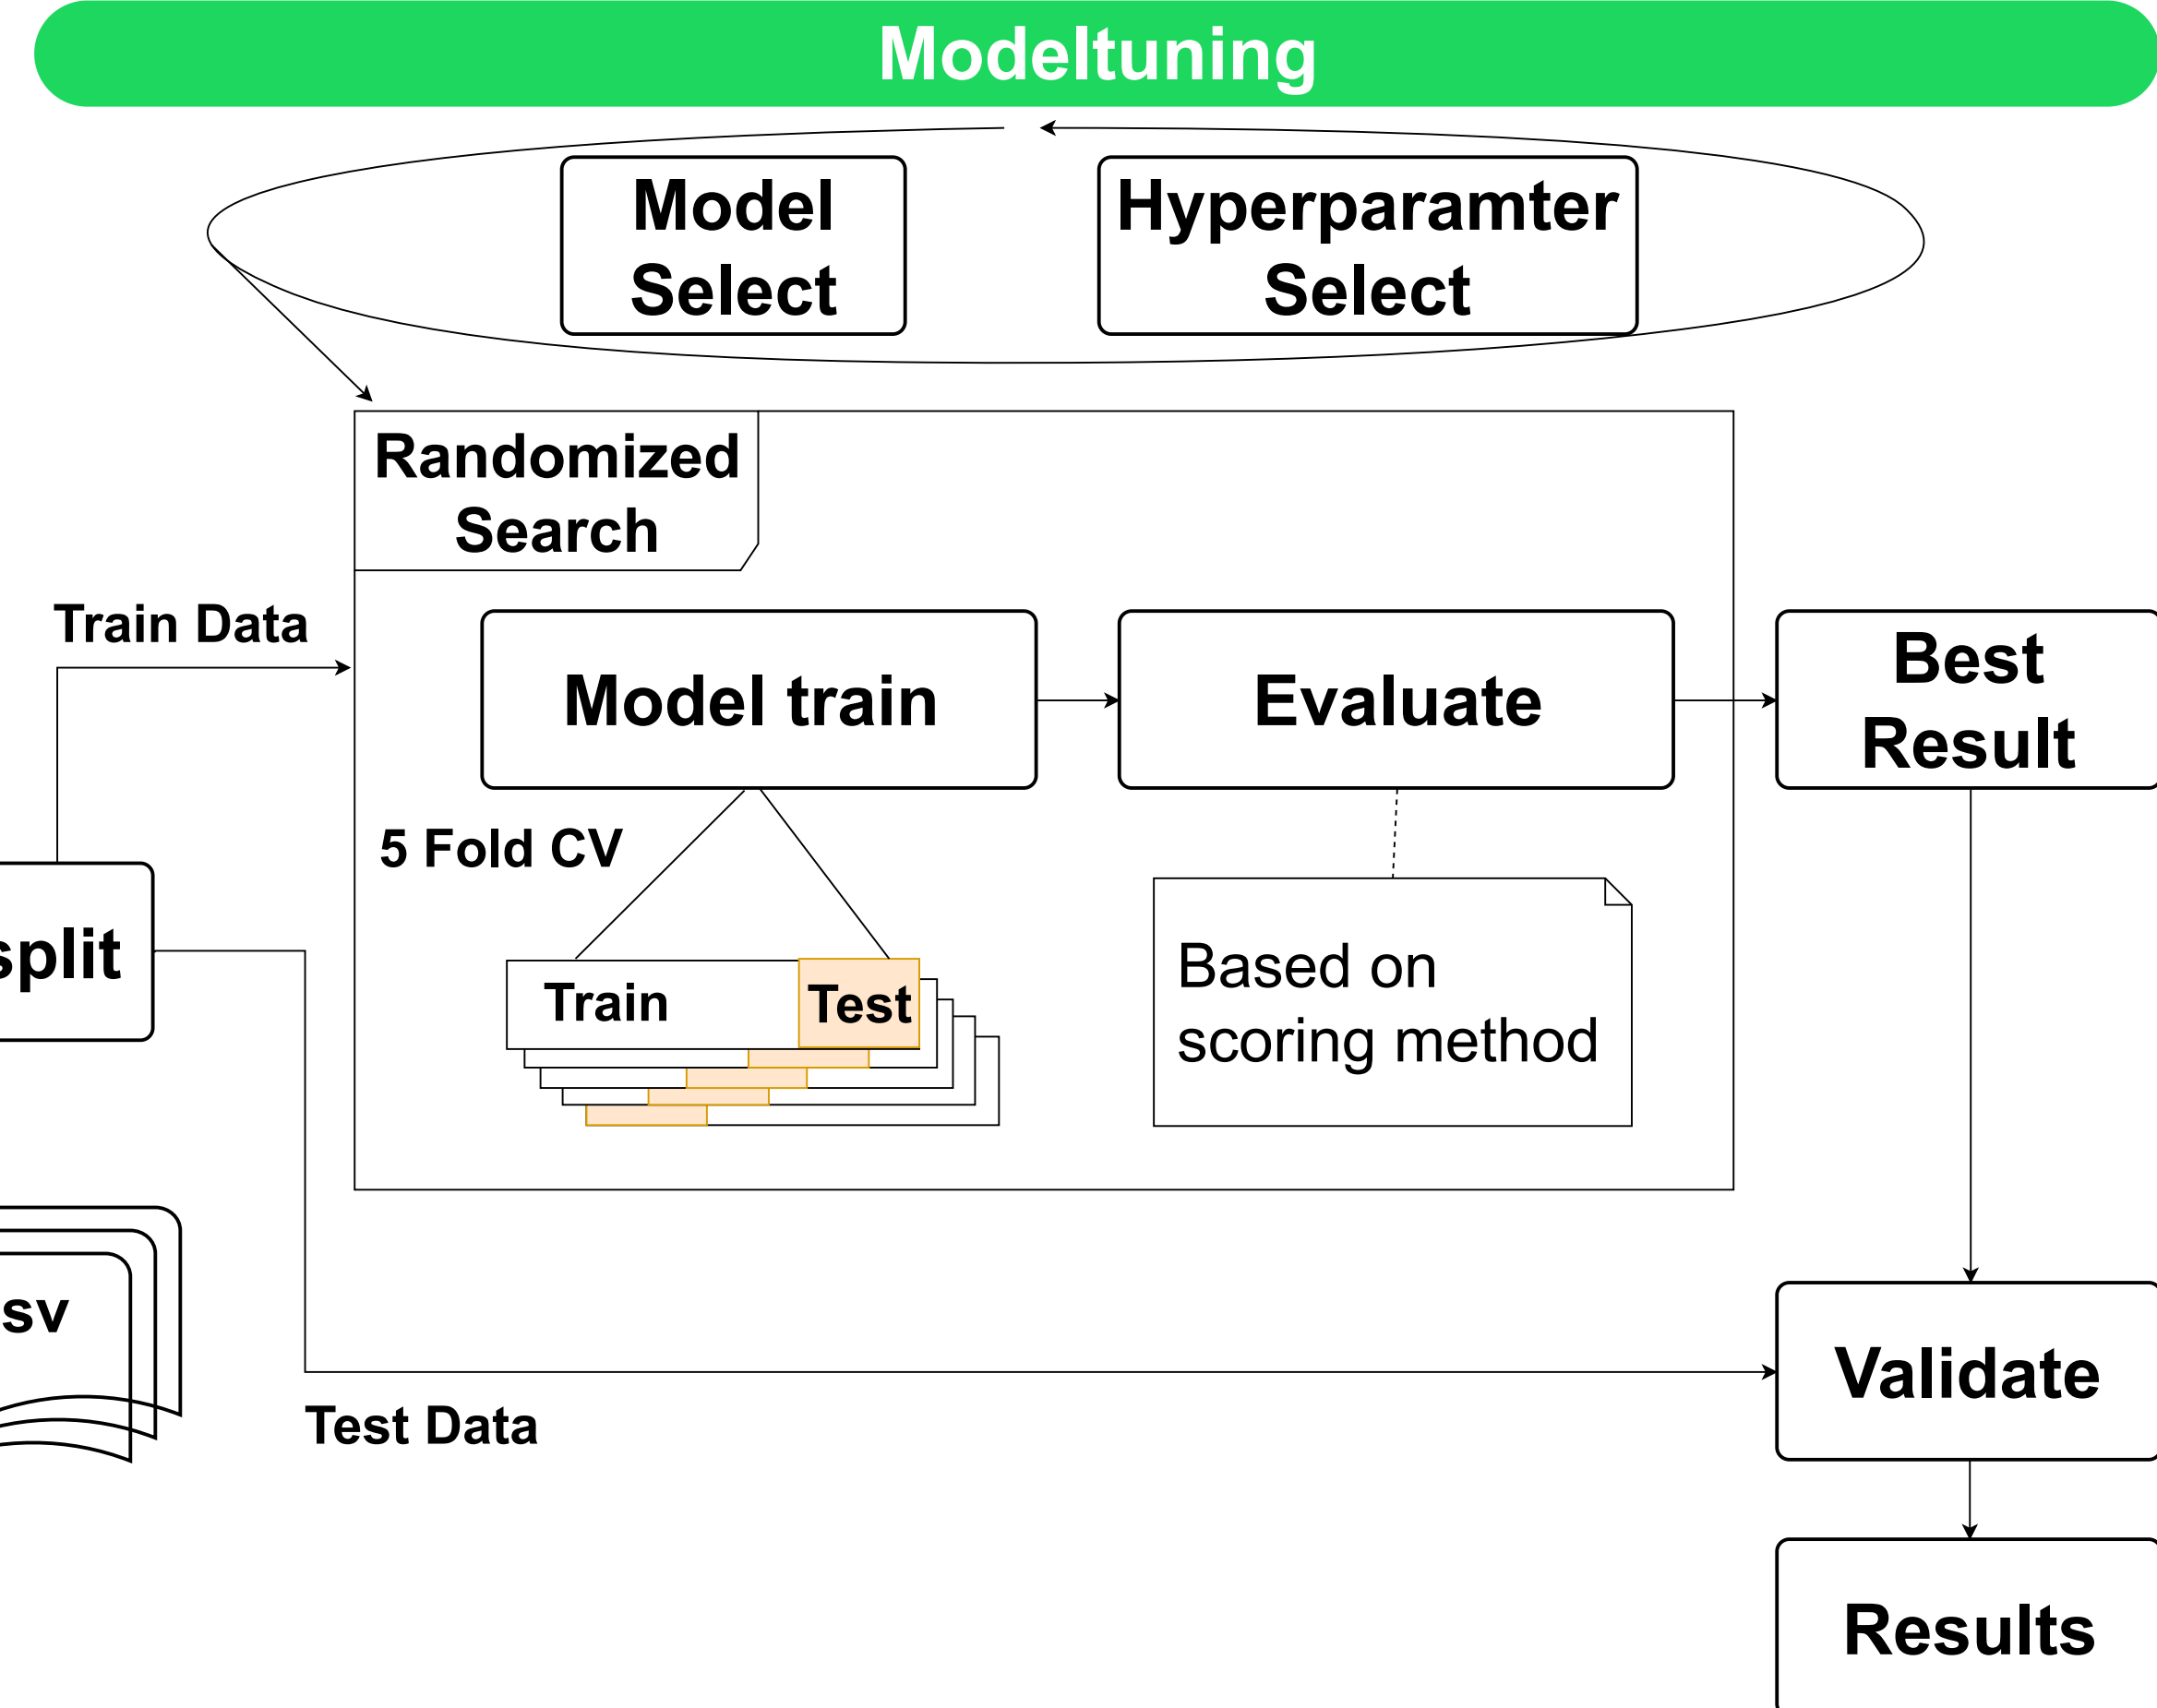 Modeltuning
Model
Select
Hyperparamter
Select
Randomized
Search
Train Data
Model train
Evaluate
Best
Result
5 Fold CV
split
Train
Test
Based on
scoring method
sv
Validate
Test Data
Results